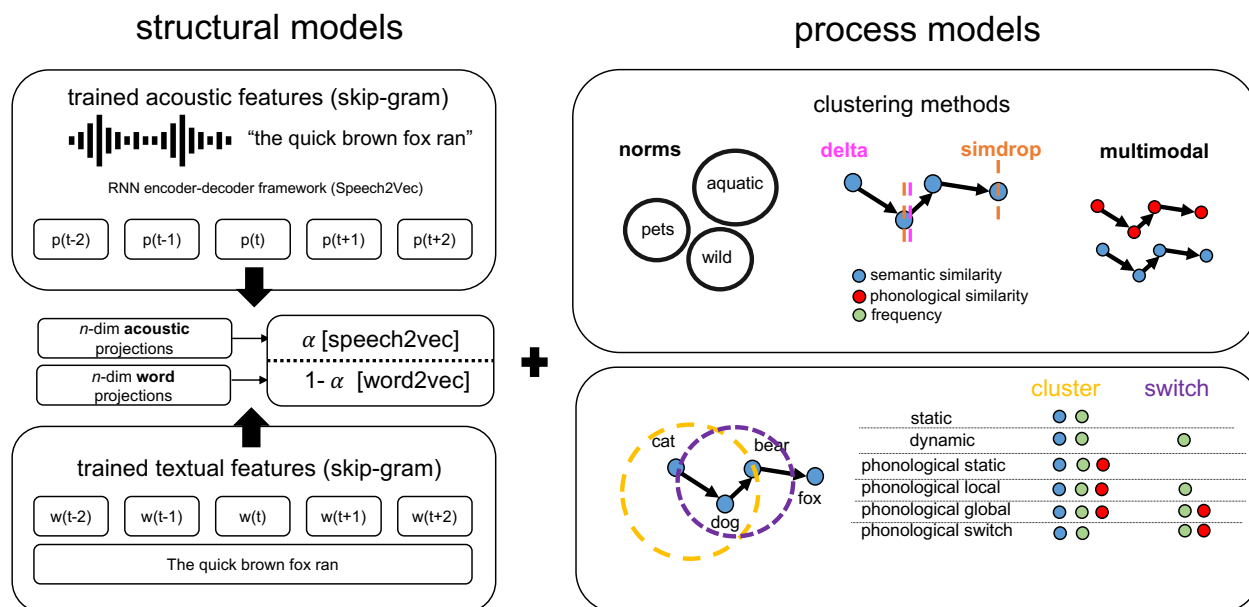 structural models
trained acoustic features (skip-gram)
“the quick brown fox ran”
RNN encoder-decoder framework (Speech2Vec)
p(t-2) p(t-1) p(t) p(t+1) p(t+2)
n-dim acoustic
projections
α [speech2vec]
n-dim word
projections
1- α [word2vec]
trained textual features (skip-gram)
w(t-2) w(t-1) w(t) w(t+1) w(t+2)
The quick brown fox ran
process models
clustering methods
norms
aquatic
pets
wild
delta
simdrop
multimodal
semantic similarity
phonological similarity
frequency
cat
bear
dog
fox
cluster switch
static
dynamic
phonological static
phonological local
phonological global
phonological switch